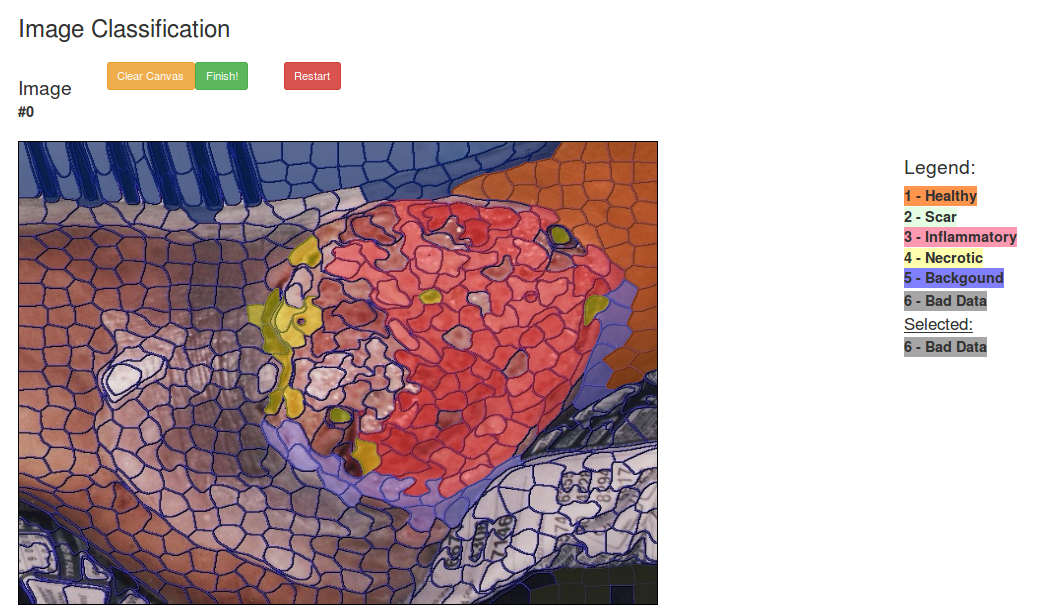 Image Classification
Image
#0
Clear Canvas
Finish!
Restart
Legend:
1 - Healthy
2 - Scar
3 - Inflammatory
4 - Necrotic
5 - Backgound
6 - Bad Data
Selected:
6 - Bad Data